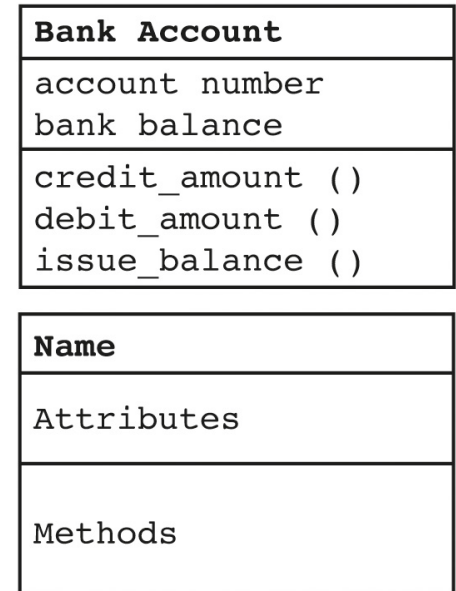 Bank Account
account number
bank balance
credit_amount ()
debit_amount ()
issue_balance ()
Name
Attributes
Methods